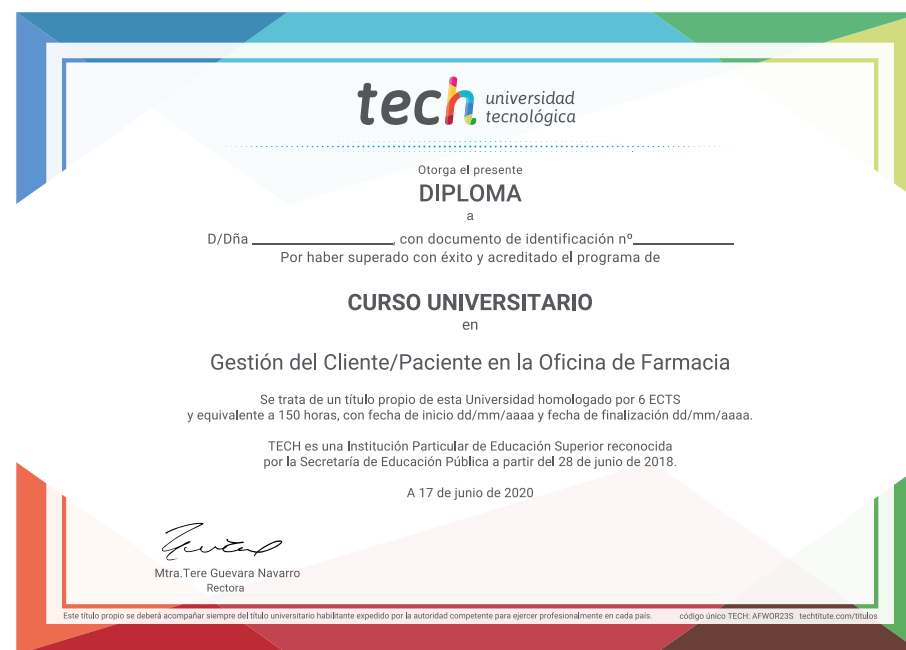 tech universidad
tecnológica
Otorga el presente
DIPLOMA
a
D/Dña ____________________, con documento de identificación nº______________
Por haber superado con éxito y acreditado el programa de
CURSO UNIVERSITARIO
en
Gestión del Cliente/Paciente en la Oficina de Farmacia
Se trata de un título propio de esta Universidad homologado por 6 ECTS
y equivalente a 150 horas, con fecha de inicio dd/mm/aaaa y fecha de finalización dd/mm/aaaa.
TECH es una Institución Particular de Educación Superior reconocida
por la Secretaría de Educación Pública a partir del 28 de junio de 2018.
A 17 de junio de 2020
Mtra.Tere Guevara Navarro
Rectora
Este título propio se deberá acompañar siempre del título universitario habilitante expedido por la autoridad competente para ejercer profesionalmente en cada país. código único TECH: AFWOR23S techtitute.com/titulos